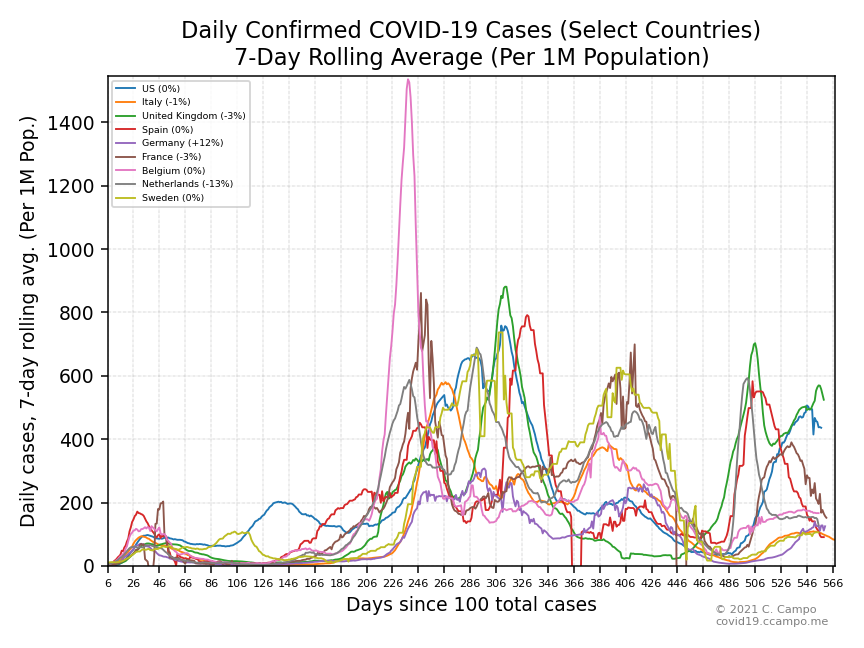 Daily Confirmed COVID-19 Cases (Select Countries)
7-Day Rolling Average (Per 1M Population)
Daily cases, 7-day rolling avg. (Per 1M Pop.)
1400
1200
1000
800
600
400
200
0
US (0%)
Italy (-1%)
United Kingdom (-3%)
Spain (0%)
Germany (+12%)
France (-3%)
Belgium (0%)
Netherlands (-13%)
Sweden (0%)
6 26 46 66 86 106 126 146 166 186 206 226 246 266 286 306 326 346 366 386 406 426 446 466 486 506 526 546 566
Days since 100 total cases
© 2021 C. Campo
covid19.ccampo.me